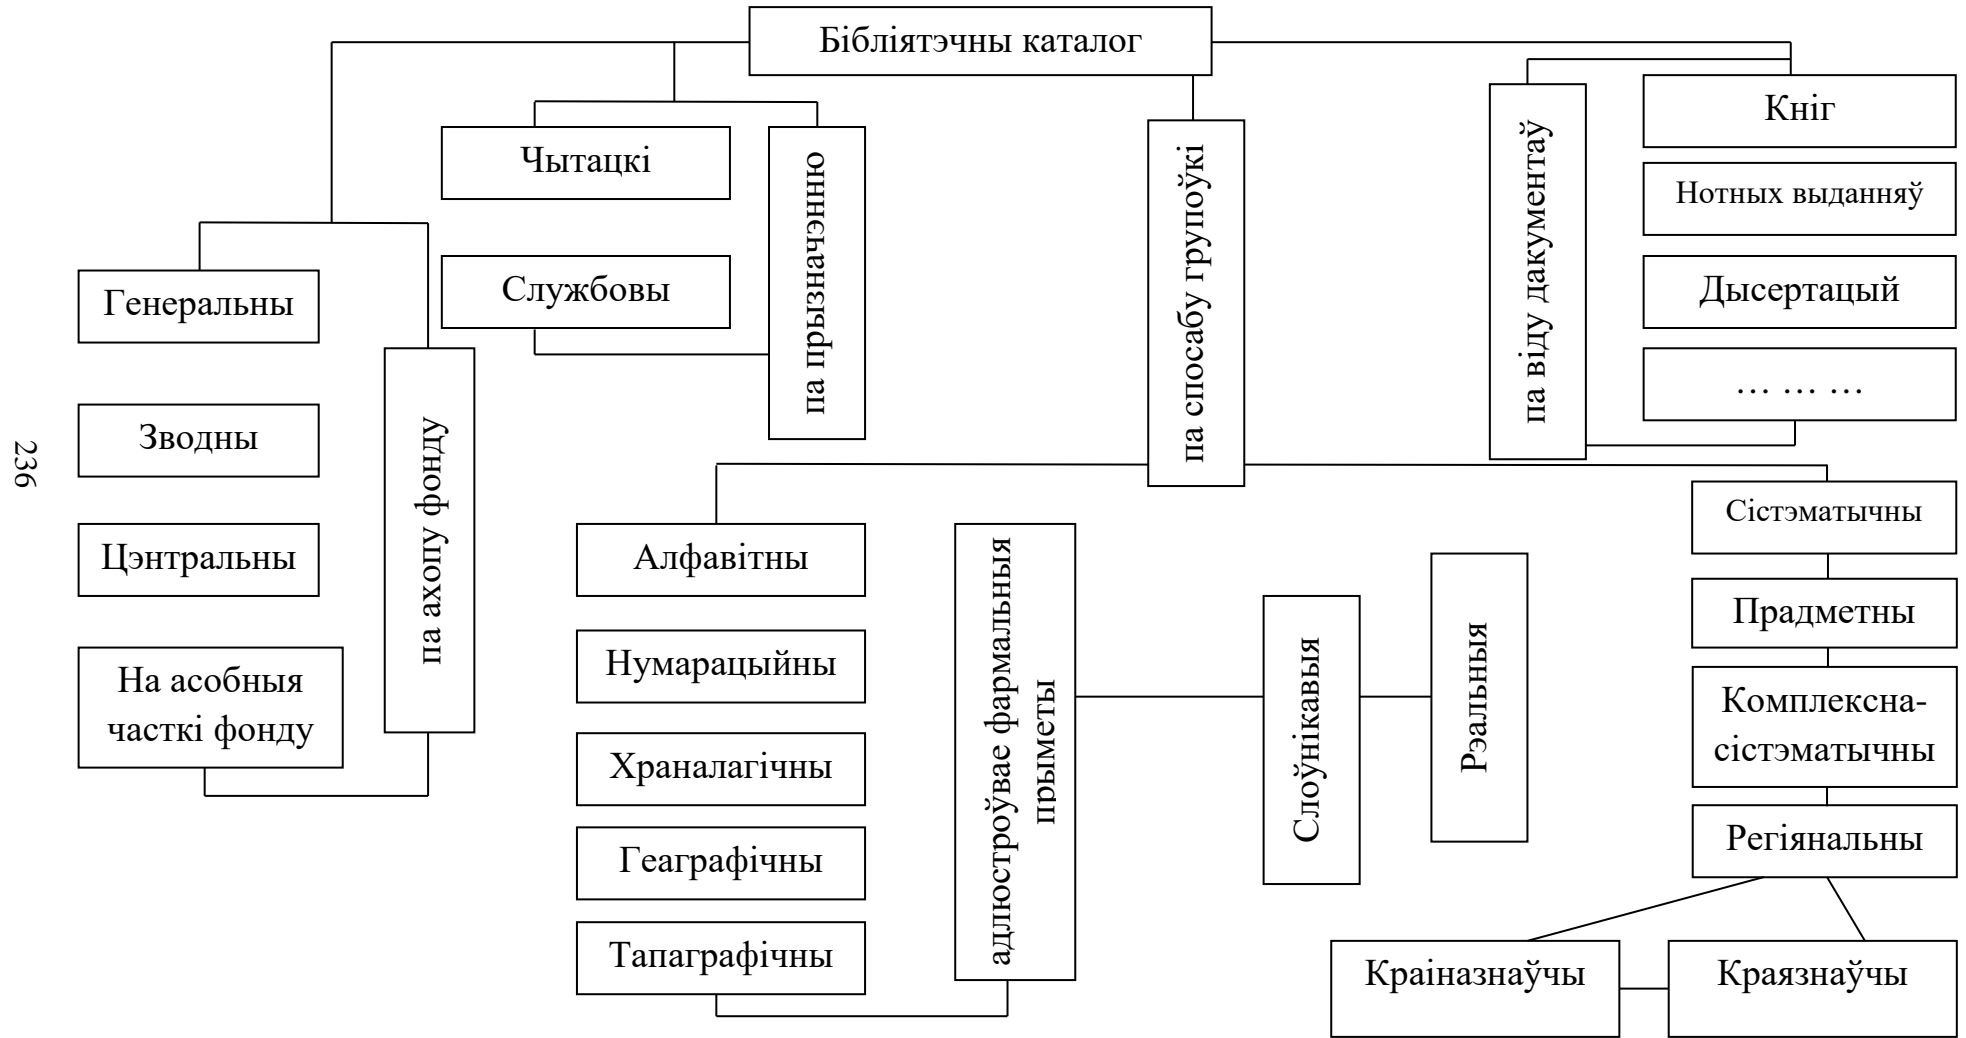 Бібліятэчны каталог
Чытацкі
Службовы
па прызначэнню
па спосабу групоўкі
па віду дакументаў
Кніг
Нотных выданняў
Дысертацый
… … …
Генеральны
Зводны
Цэнтральны
На асобныя
часткі фонду
па ахопу фонду
236
Алфавітны
Нумарацыйны
Храналагічны
Геаграфічны
Тапаграфічны
адлюстроўвае фармальныя
прыметы
Слоўнікавыя
Рэальныя
Сістэматычны
Прадметны
Комплексна-
сістэматычны
Регіянальны
Краіназнаўчы
Краязнаўчы